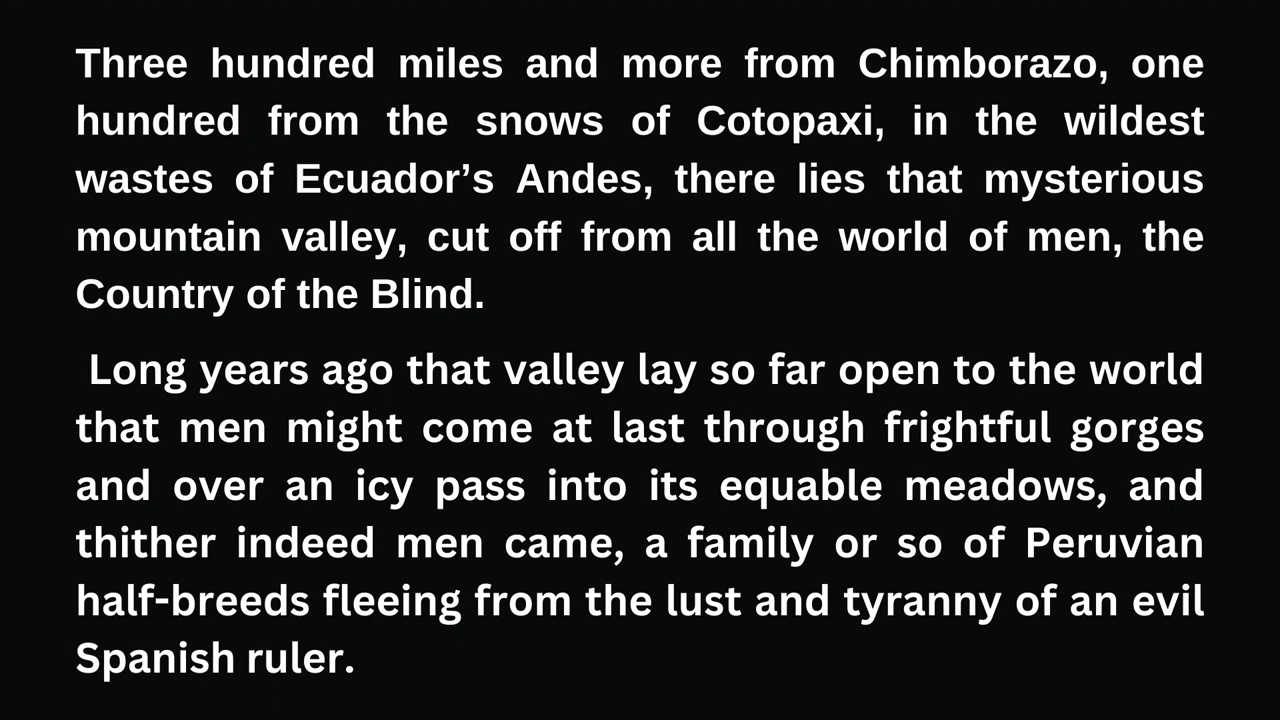 Three hundred miles and more from Chimborazo, one
hundred from the snows of Cotopaxi, in the wildest
wastes of Ecuador’s Andes, there lies that mysterious
mountain valley, cut off from all the world of men, the
Country of the Blind.
Long years ago that valley lay so far open to the world
that men might come at last through frightful gorges
and over an icy pass into its equable meadows, and
thither indeed men came, a family or so of Peruvian
half-breeds fleeing from the lust and tyranny of an evil
Spanish ruler.